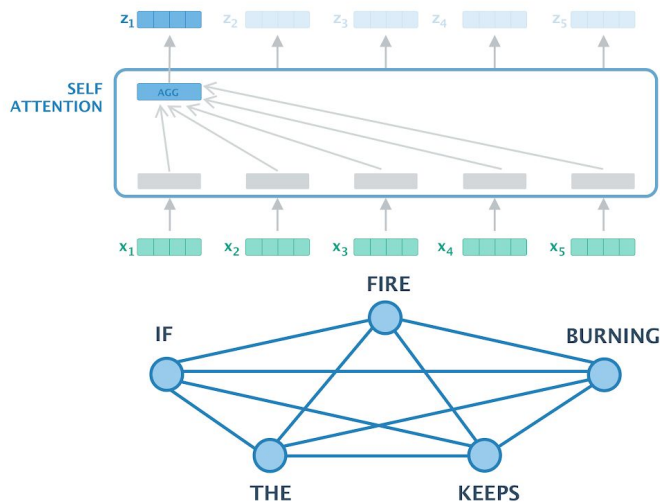 z1 z2 z3 z4 z5
SELF
ATTENTION
AGG
x1 x2 x3 x4 x5
FIRE
IF
BURNING
THE
KEEPS